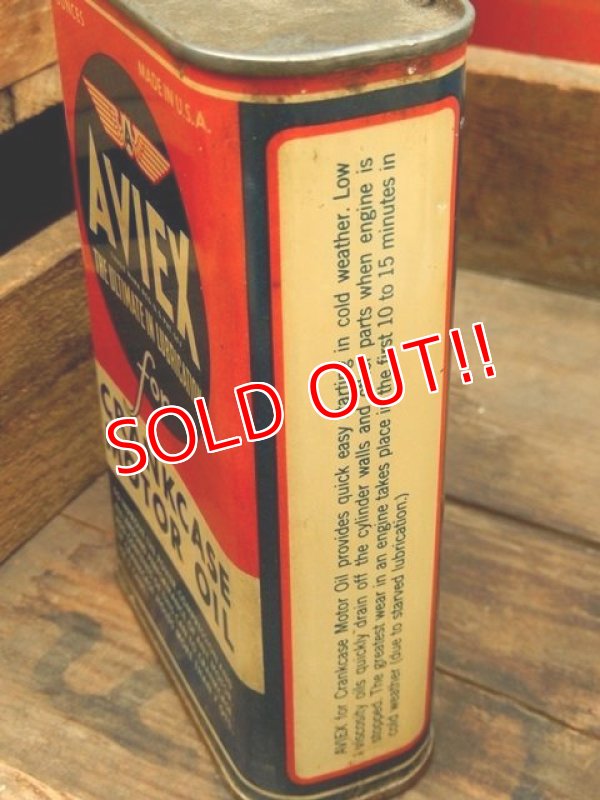 OUNCES
MADE IN U.S.A.
A
AVIEX
THE ULTIMATE IN LUBRICATION
for
CRANKCASE
MOTOR OIL
AVIEX for Crankcase Motor Oil provides quick easy starting in cold weather. Low
viscosity oils quickly drain off the cylinder walls and other parts when engine is
stopped. The greatest wear in an engine takes place in the first 10 to 15 minutes in
cold weather (due to starved lubrication.)
SOLD OUT!!